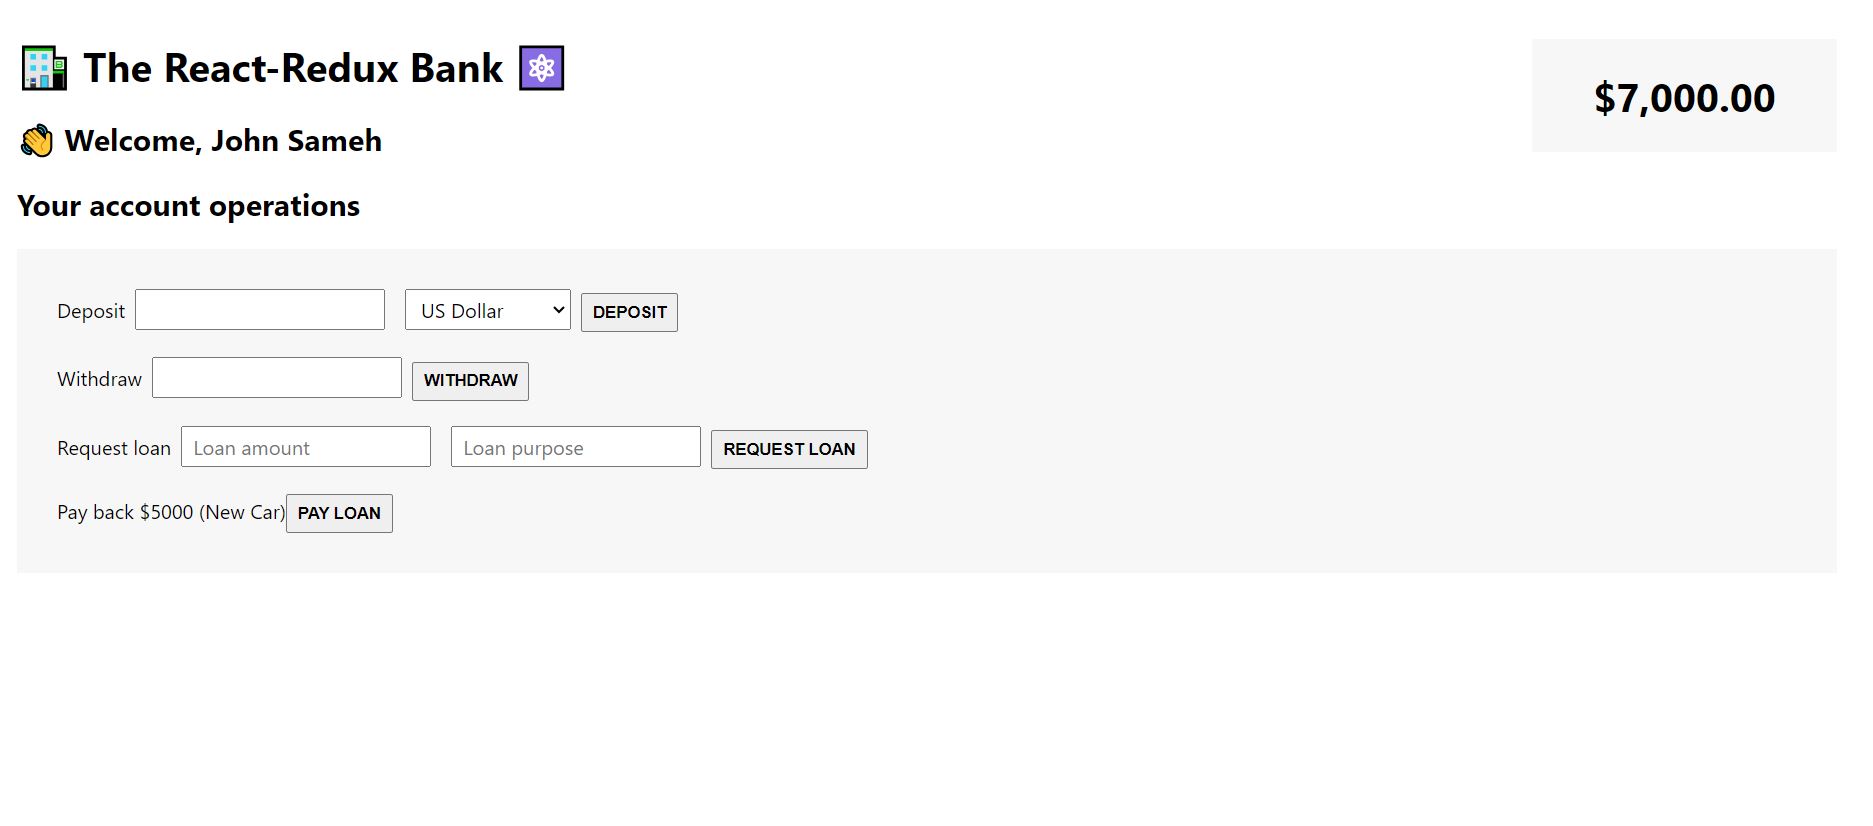 The React-Redux Bank
$7,000.00
Welcome, John Sameh
Your account operations
Deposit US Dollar DEPOSIT
Withdraw WITHDRAW
Request loan Loan amount Loan purpose REQUEST LOAN
Pay back $5000 (New Car) PAY LOAN